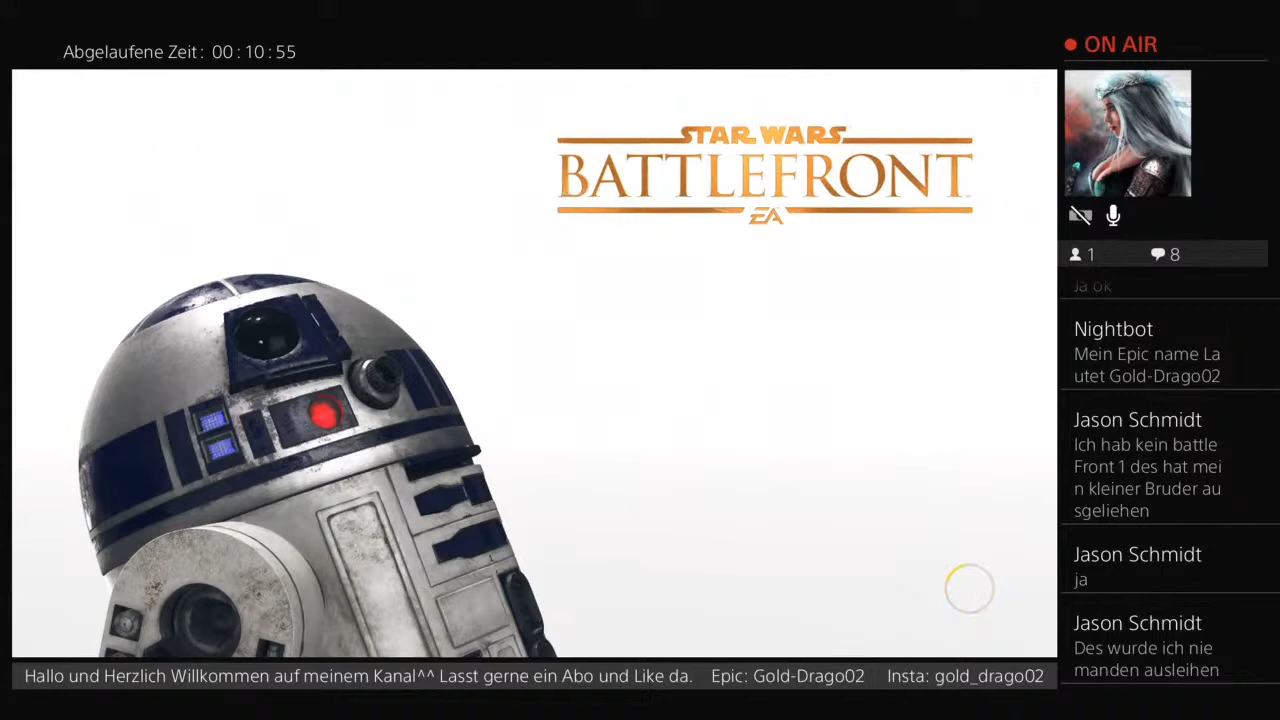 Abgelaufene Zeit: 00:10:55
ON AIR
STAR WARS
BATTLEFRONT
EA
1 8
Ja ok
Nightbot
Mein Epic name La
utet Gold-Drago02
Jason Schmidt
Ich hab kein battle
Front 1 des hat mei
n kleiner Bruder au
sgeliehen
Jason Schmidt
ja
Jason Schmidt
Des wurde ich nie
manden ausleihen
Hallo und Herzlich Willkommen auf meinem Kanal^^ Lasst gerne ein Abo und Like da. Epic: Gold-Drago02 Insta: gold_drago02